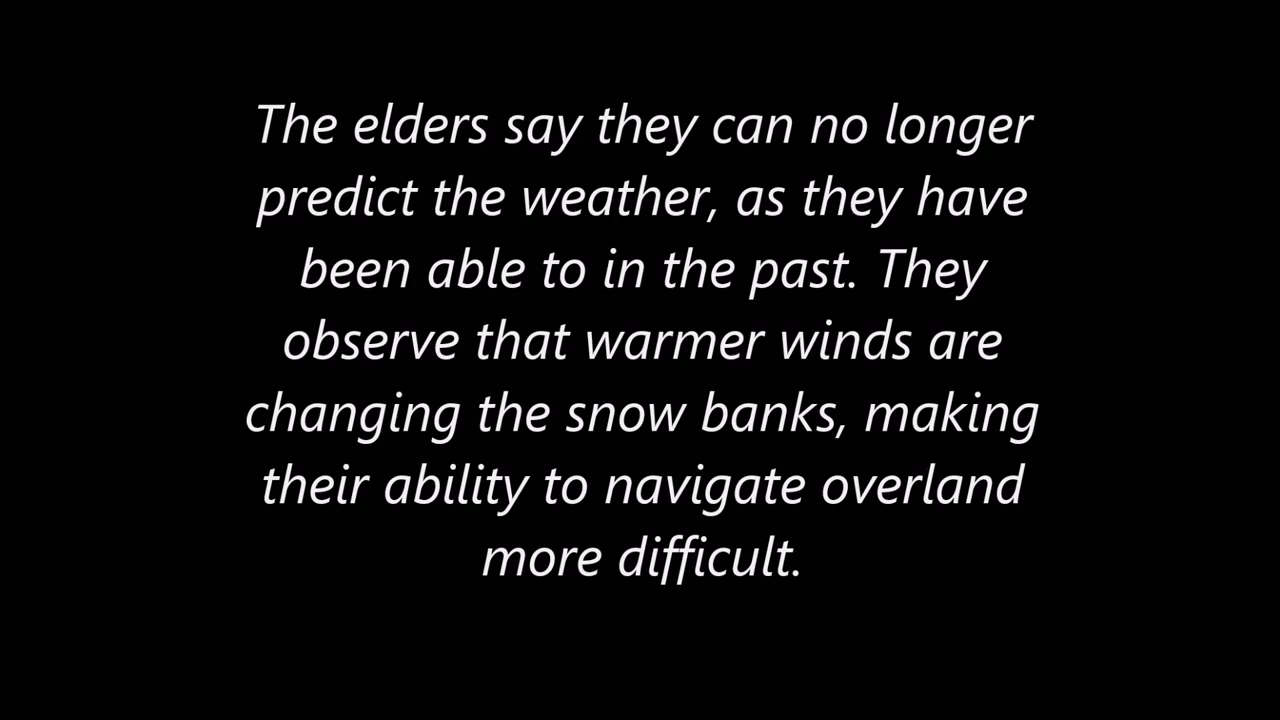 The elders say they can no longer
predict the weather, as they have
been able to in the past. They
observe that warmer winds are
changing the snow banks, making
their ability to navigate overland
more difficult.